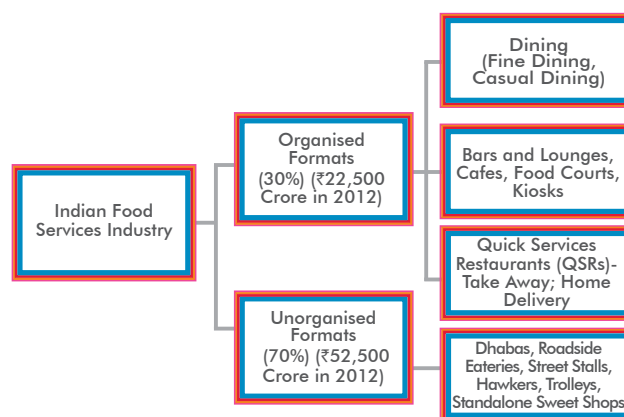 Indian Food
Services Industry
Organised
Formats
(30%) (₹22,500
Crore in 2012)
Dining
(Fine Dining,
Casual Dining)
Bars and Lounges,
Cafes, Food Courts,
Kiosks
Quick Services
Restaurants (QSRs)-
Take Away; Home
Delivery
Unorganised
Formats
(70%) (₹52,500
Crore in 2012)
Dhabas, Roadside
Eateries, Street Stalls,
Hawkers, Trolleys,
Standalone Sweet Shops